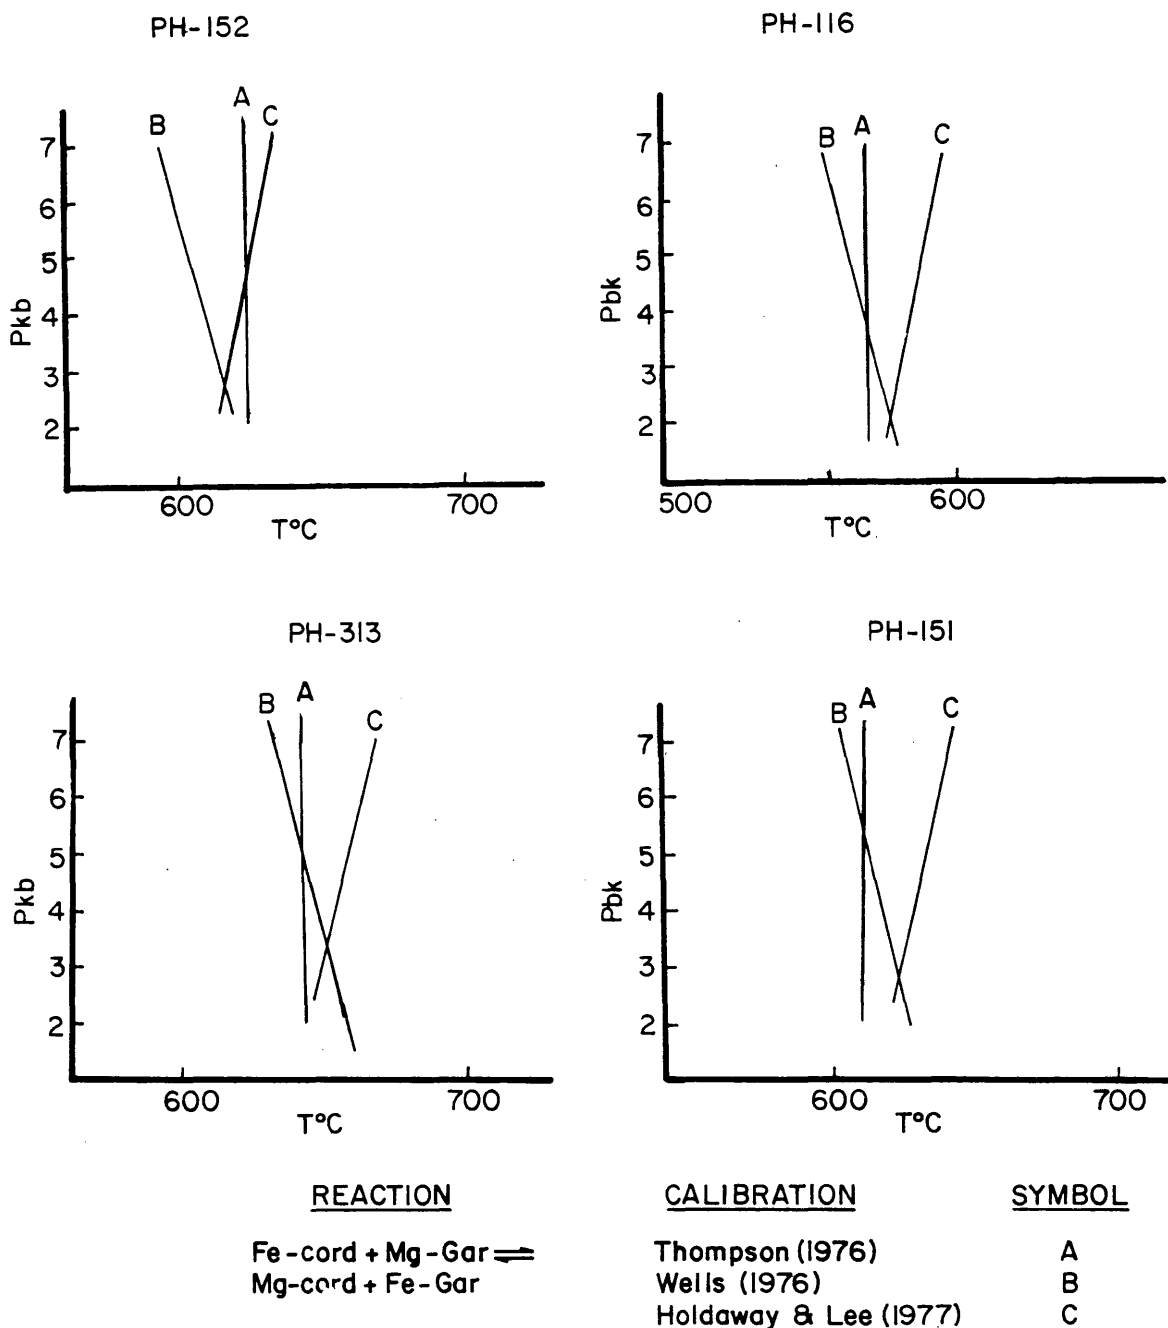 PH-152
PH-116
A
B
C
7
6
5
4
3
2
Pkb
600
700
T°C
B
A
C
7
6
5
4
3
2
Pbk
500
600
T°C
PH-313
PH-151
B
A
C
7
6
5
4
3
2
Pkb
600
700
T°C
B
A
C
7
6
5
4
3
2
Pbk
600
700
T°C
REACTION CALIBRATION SYMBOL
Fe-cord + Mg-Gar ⇌ Thompson (1976) A
Mg-cord + Fe-Gar Wells (1976) B
Holdaway & Lee (1977) C